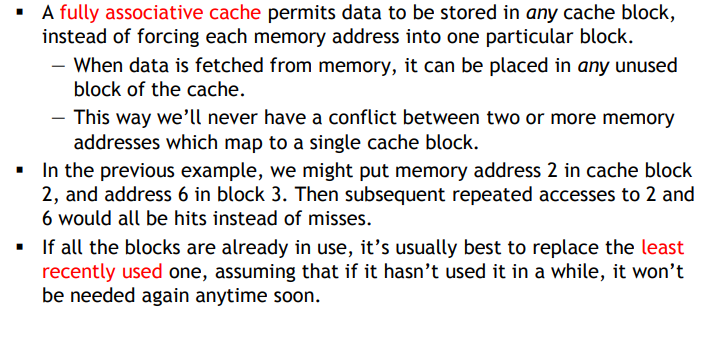 ▪ A fully associative cache permits data to be stored in any cache block,
instead of forcing each memory address into one particular block.
— When data is fetched from memory, it can be placed in any unused
block of the cache.
— This way we’ll never have a conflict between two or more memory
addresses which map to a single cache block.
▪ In the previous example, we might put memory address 2 in cache block
2, and address 6 in block 3. Then subsequent repeated accesses to 2 and
6 would all be hits instead of misses.
▪ If all the blocks are already in use, it’s usually best to replace the least
recently used one, assuming that if it hasn’t used it in a while, it won’t
be needed again anytime soon.